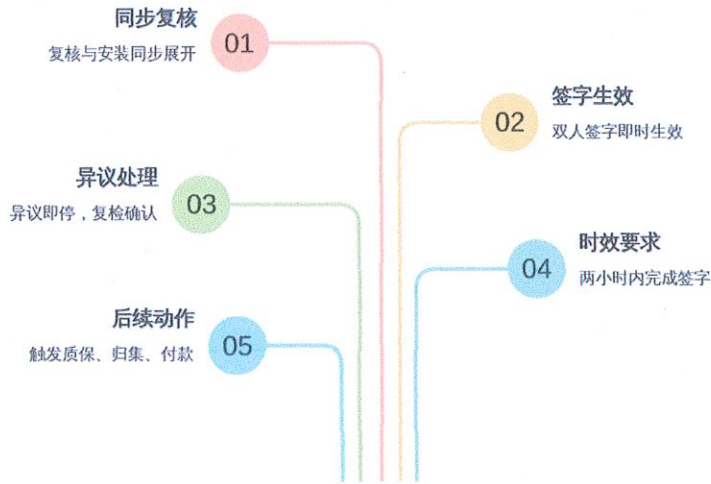 同步复核
复核与安装同步展开
01
02
签字生效
双人签字即时生效
异议处理
异议即停，复检确认
03
04
时效要求
两小时内完成签字
后续动作
触发质保、归集、付款
05